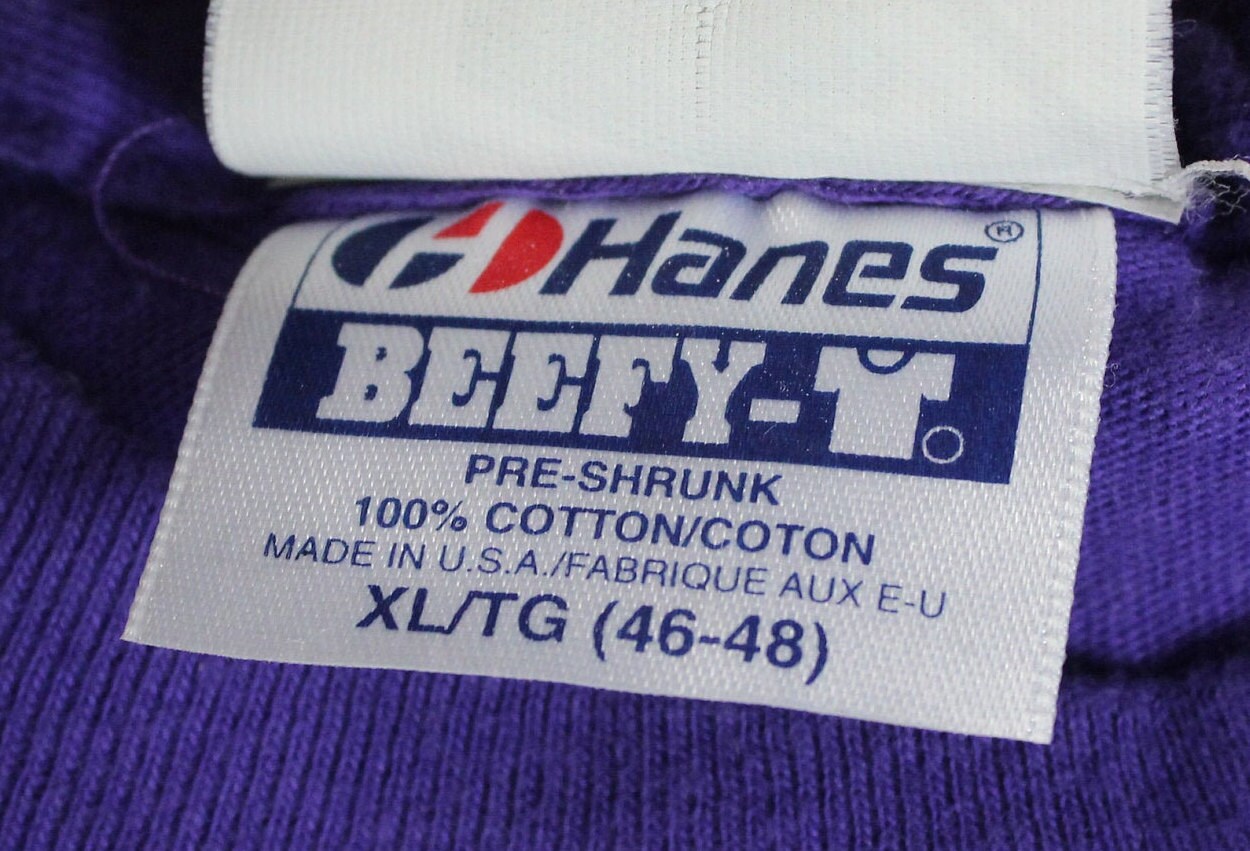 Hanes®
BEEFY-T
PRE-SHRUNK
100% COTTON/COTON
MADE IN U.S.A./FABRIQUE AUX E-U
XL/TG (46-48)